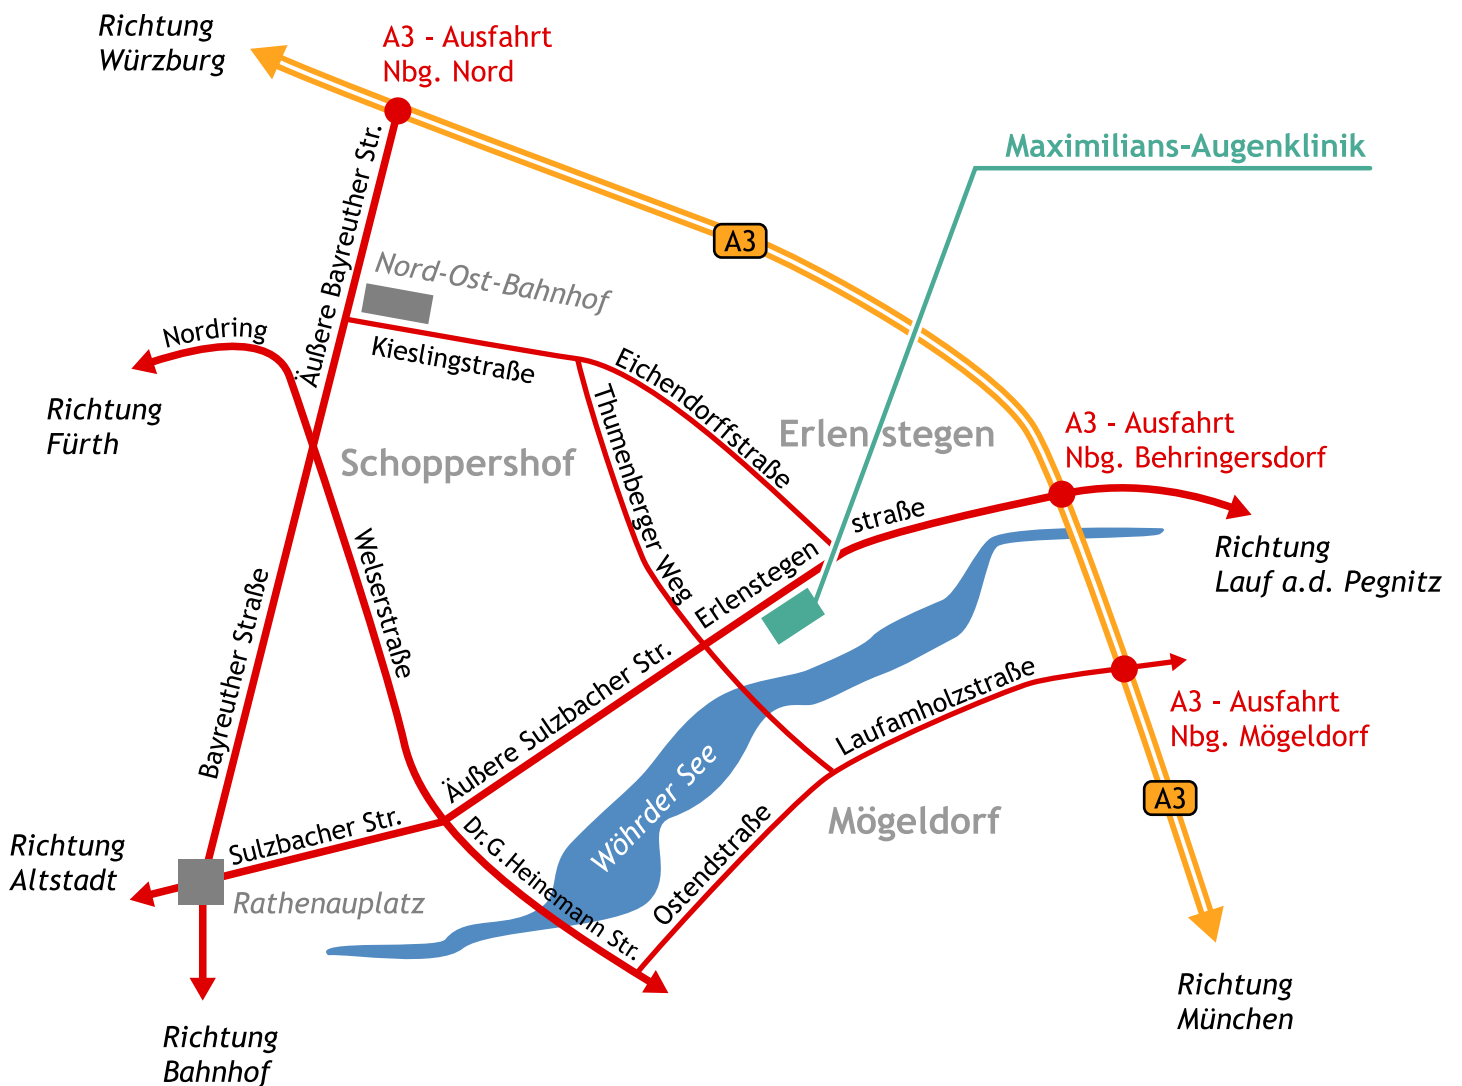 Richtung
Würzburg
A3 - Ausfahrt
Nbg. Nord
Maximilians-Augenklinik
A3
Äußere Bayreuther Str.
Nord-Ost-Bahnhof
Nordring
Kieslingstraße
Eichendorffstraße
Richtung
Fürth
Thumenberger Weg
Schoppershof
Erlen stegen
A3 - Ausfahrt
Nbg. Behringersdorf
Erlenstegen straße
Richtung
Lauf a.d. Pegnitz
Welserstraße
Bayreuther Straße
Äußere Sulzbacher Str.
Laufamholzstraße
A3 - Ausfahrt
Nbg. Mögeldorf
A3
Wöhrder See
Mögeldorf
Sulzbacher Str.
Dr.G.Heinemann Str.
Ostendstraße
Richtung
Altstadt
Rathenauplatz
Richtung
München
Richtung
Bahnhof